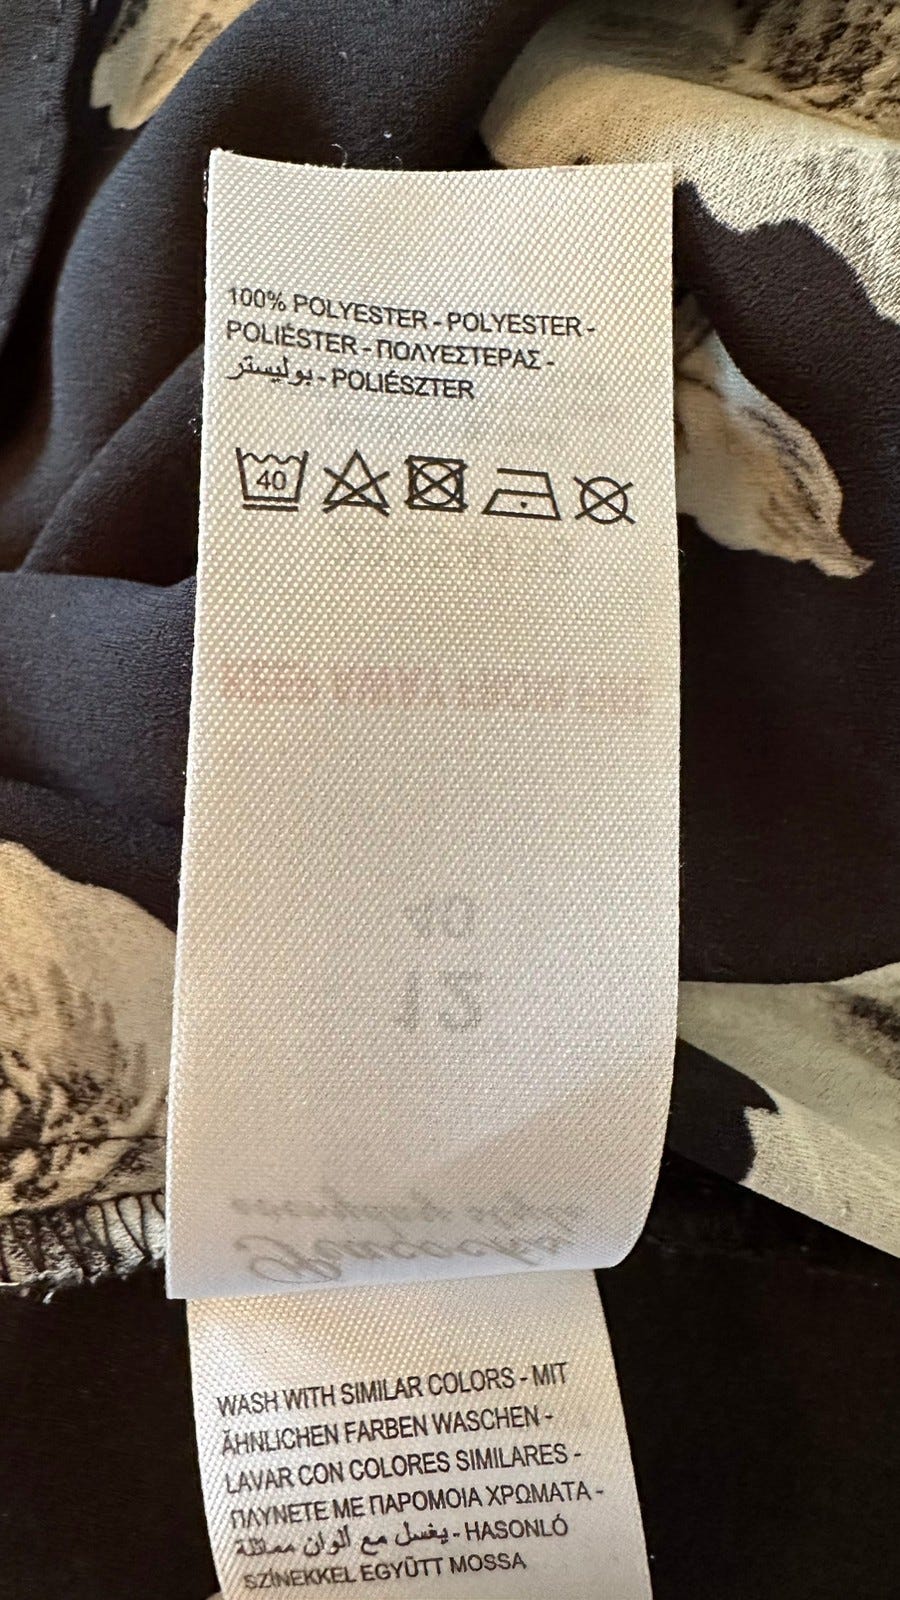 100% POLYESTER - POLYESTER -
POLIÉSTER - ΠΟΛΥΕΣΤΕΡΑΣ -
بوليستر - POLIÉSZTER
40
12
WASH WITH SIMILAR COLORS - MIT
ÄHNLICHEN FARBEN WASCHEN -
LAVAR CON COLORES SIMILARES -
ΠΛΥΝΕΤΕ ΜΕ ΠΑΡΟΜΟΙΑ ΧΡΩΜΑΤΑ -
يغسل مع ألوان مماثلة - HASONLÓ
SZÍNEKKEL EGYÜTT MOSSA